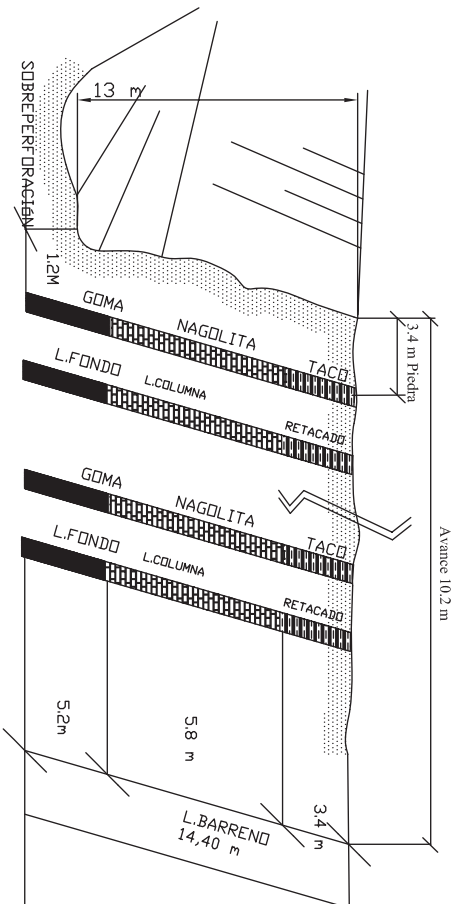 13 m
SOBREPERFORACIÓN
1.2M
GOMA
NAGOLITA
TACO
3.4 m Piedra
L.FONDO
L.COLUMNA
RETACADO
GOMA
NAGOLITA
TACO
Avance 10.2 m
L.FONDO
L.COLUMNA
RETACADO
5.2m
5.8 m
3.4 m
L.BARRENO
14,40 m